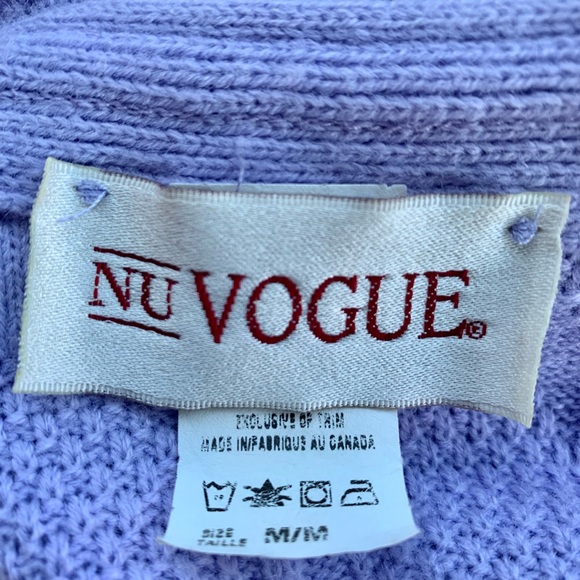 NU VOGUE®
EXCLUSIVE OF TRIM
MADE IN/FABRIQUE AU CANADA
SIZE
TAILLE M/M